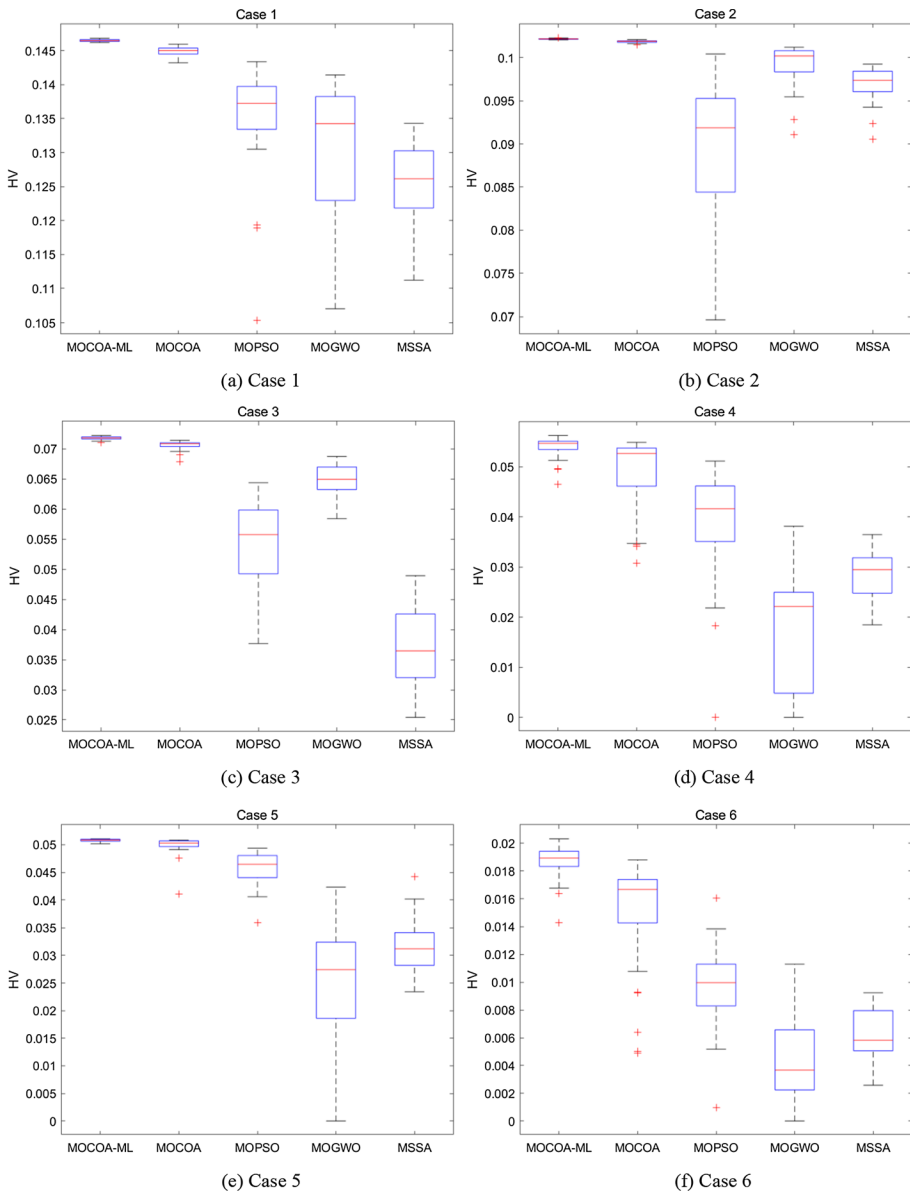 Case 1
0.145
0.14
0.135
0.13
0.125
0.12
0.115
0.11
0.105
HV
MOCOA-ML MOCOA MOPSO MOGWO MSSA
(a) Case 1
Case 2
0.1
0.095
0.09
0.085
0.08
0.075
0.07
HV
MOCOA-ML MOCOA MOPSO MOGWO MSSA
(b) Case 2
Case 3
0.07
0.065
0.06
0.055
0.05
0.045
0.04
0.035
0.03
0.025
HV
MOCOA-ML MOCOA MOPSO MOGWO MSSA
(c) Case 3
Case 4
0.05
0.04
0.03
0.02
0.01
0
HV
MOCOA-ML MOCOA MOPSO MOGWO MSSA
(d) Case 4
Case 5
0.05
0.045
0.04
0.035
0.03
0.025
0.02
0.015
0.01
0.005
0
HV
MOCOA-ML MOCOA MOPSO MOGWO MSSA
(e) Case 5
Case 6
0.02
0.018
0.016
0.014
0.012
0.01
0.008
0.006
0.004
0.002
0
HV
MOCOA-ML MOCOA MOPSO MOGWO MSSA
(f) Case 6